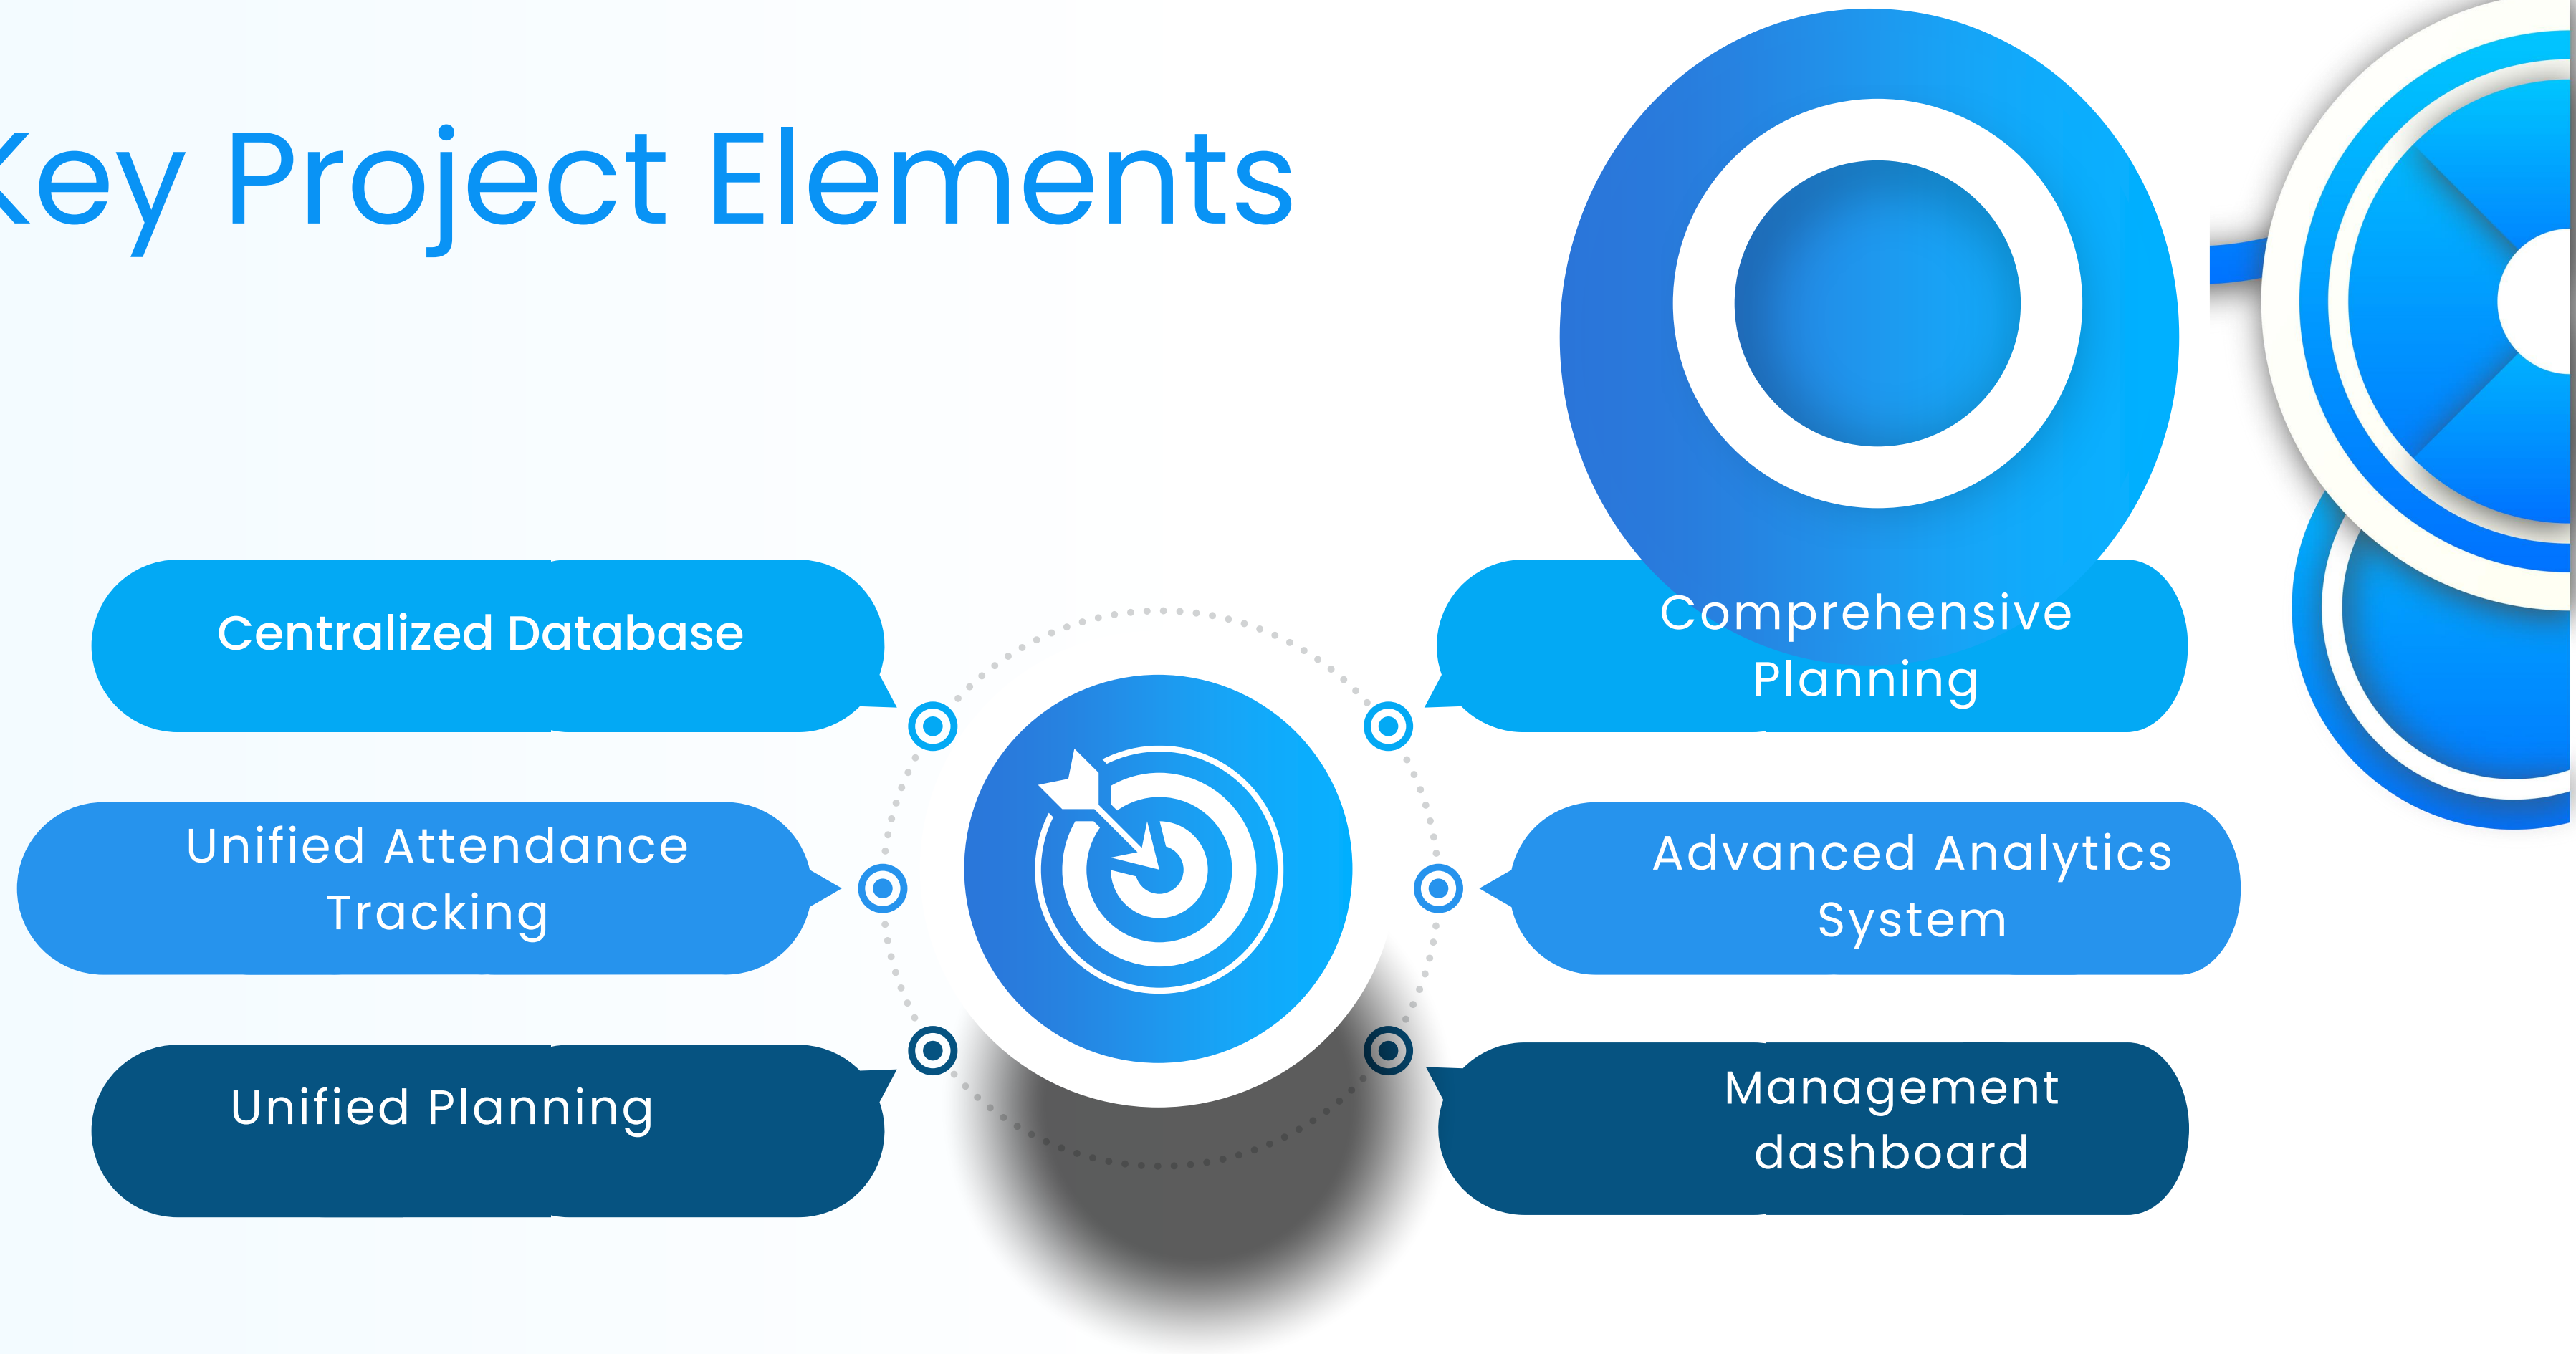 Key Project Elements
Centralized Database
Unified Attendance
Tracking
Unified Planning
Comprehensive
Planning
Advanced Analytics
System
Management
dashboard